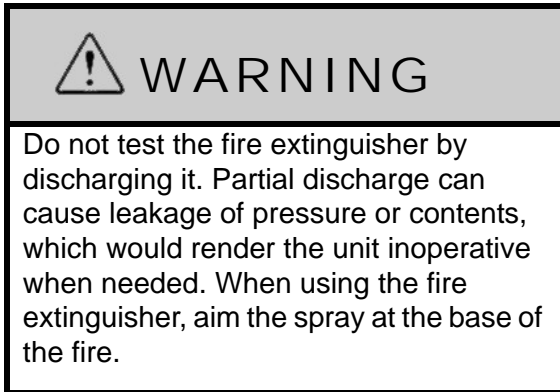 WARNING
Do not test the fire extinguisher by
discharging it. Partial discharge can
cause leakage of pressure or contents,
which would render the unit inoperative
when needed. When using the fire
extinguisher, aim the spray at the base of
the fire.